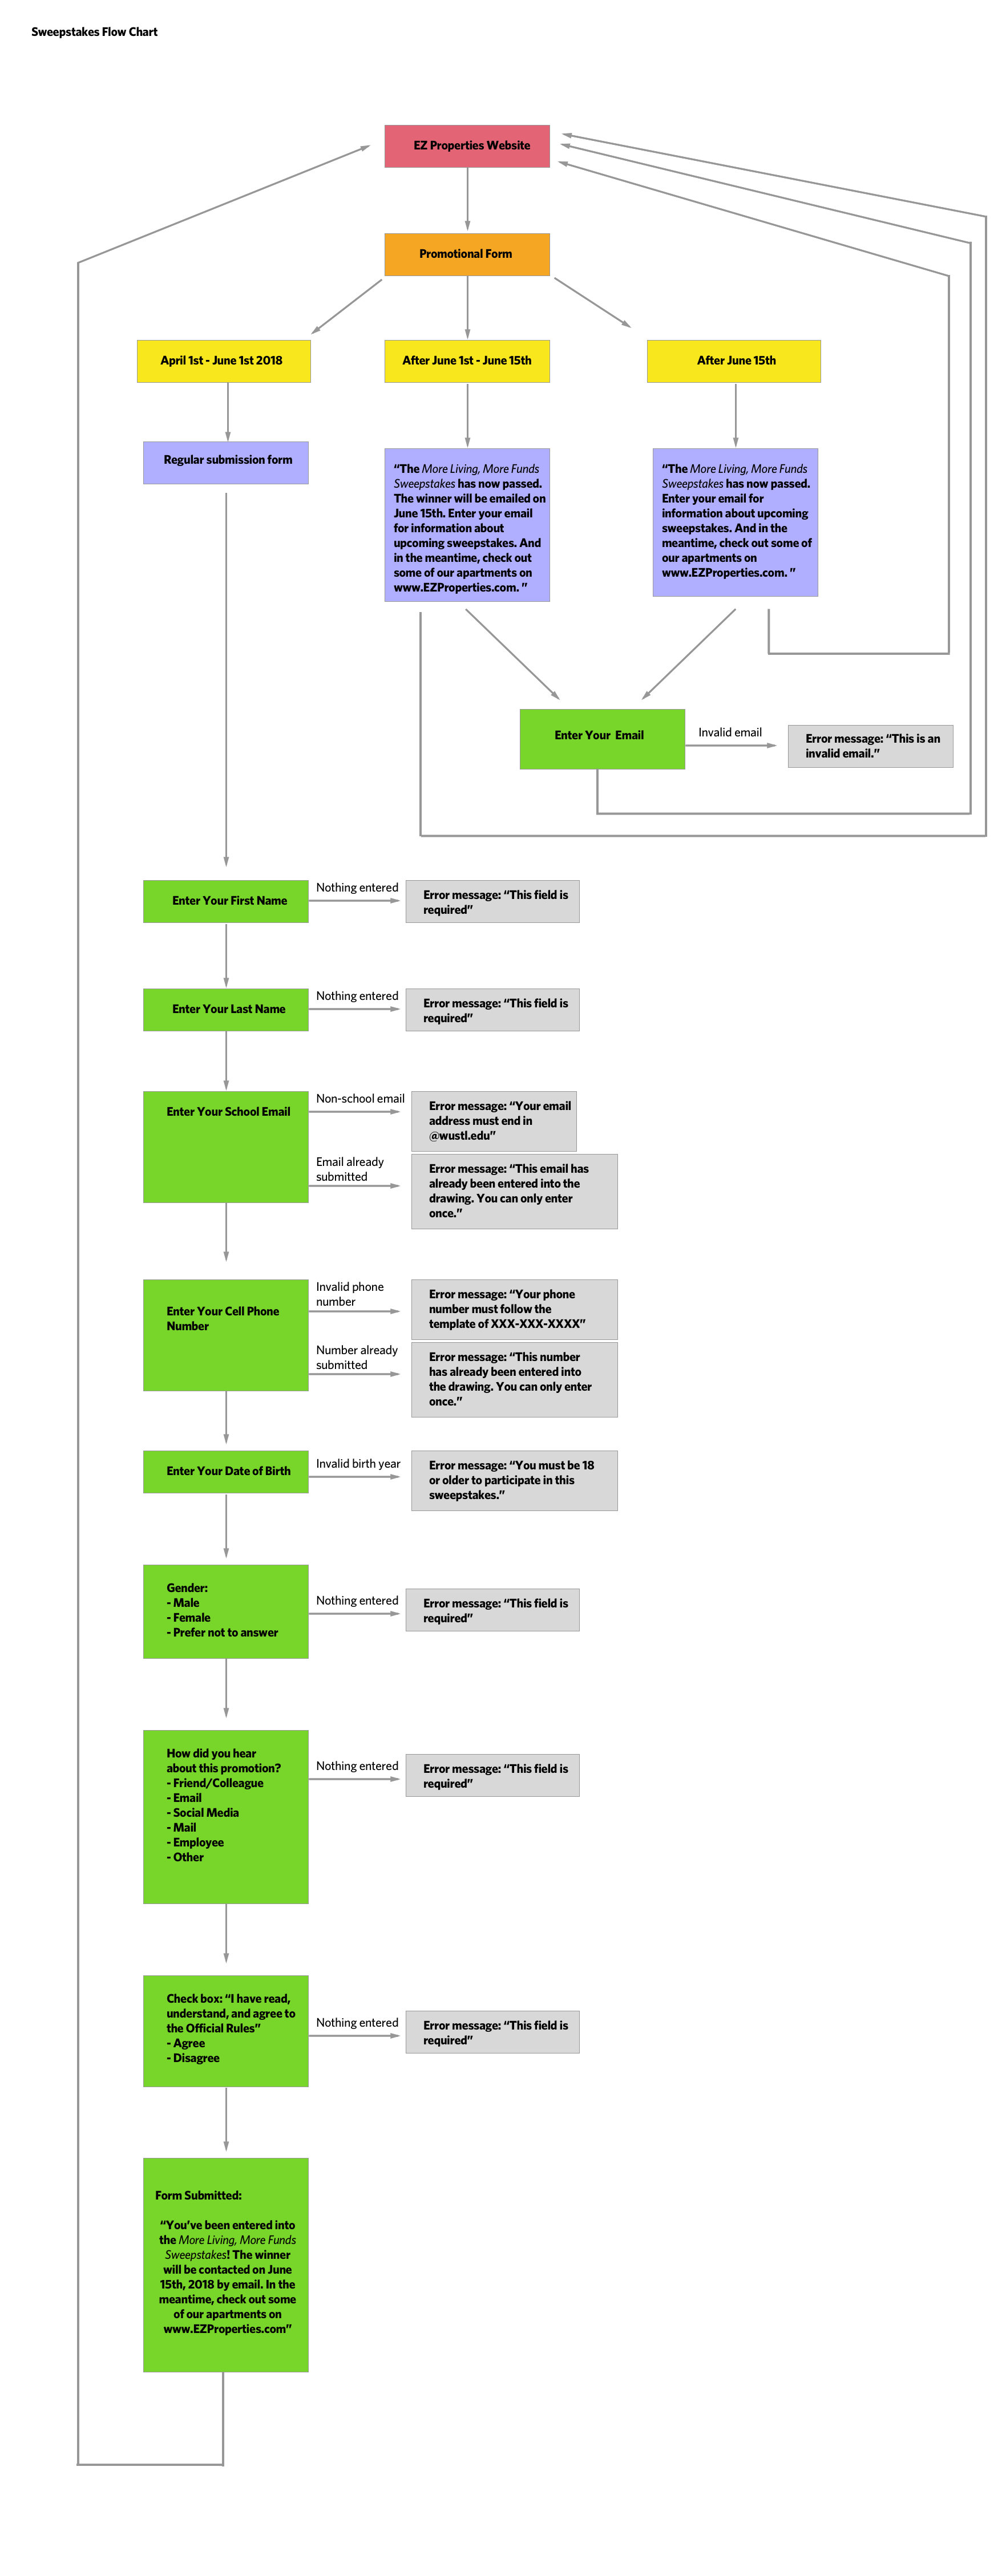 Sweepstakes Flow Chart
EZ Properties Website
Promotional Form
April 1st - June 1st 2018
After June 1st - June 15th
After June 15th
Regular submission form
“The More Living, More Funds
Sweepstakes has now passed.
The winner will be emailed on
June 15th. Enter your email
for information about
upcoming sweepstakes. And
in the meantime, check out
some of our apartments on
www.EZProperties.com. ”
“The More Living, More Funds
Sweepstakes has now passed.
Enter your email for
information about upcoming
sweepstakes. And in the
meantime, check out some of
our apartments on
www.EZProperties.com. ”
Enter Your  Email
Invalid email
Error message: “This is an
invalid email.”
Enter Your First Name
Nothing entered
Error message: “This field is
required”
Enter Your Last Name
Nothing entered
Error message: “This field is
required”
Enter Your School Email
Non-school email
Error message: “Your email
address must end in
@wustl.edu”
Email already
submitted
Error message: “This email has
already been entered into the
drawing. You can only enter
once.”
Enter Your Cell Phone
Number
Invalid phone
number
Error message: “Your phone
number must follow the
template of XXX-XXX-XXXX”
Number already
submitted
Error message: “This number
has already been entered into
the drawing. You can only enter
once.”
Enter Your Date of Birth
Invalid birth year
Error message: “You must be 18
or older to participate in this
sweepstakes.”
Gender:
- Male
- Female
- Prefer not to answer
Nothing entered
Error message: “This field is
required”
How did you hear
about this promotion?
- Friend/Colleague
- Email
- Social Media
- Mail
- Employee
- Other
Nothing entered
Error message: “This field is
required”
Check box: “I have read,
understand, and agree to
the Official Rules”
- Agree
- Disagree
Nothing entered
Error message: “This field is
required”
Form Submitted:
“You’ve been entered into
the More Living, More Funds
Sweepstakes! The winner
will be contacted on June
15th, 2018 by email. In the
meantime, check out some
of our apartments on
www.EZProperties.com”